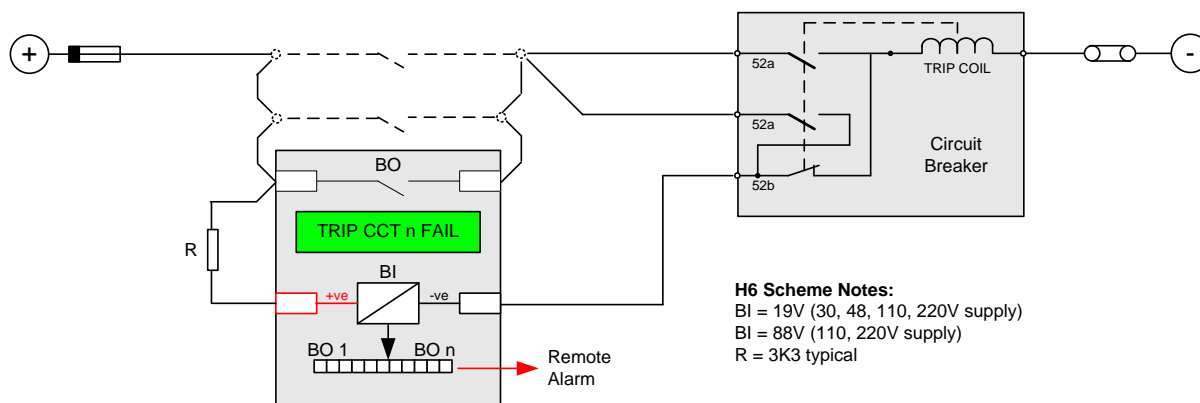 +
-
52a
TRIP COIL
52a
Circuit
Breaker
52b
BO
TRIP CCT n FAIL
R
BI
+ve
-ve
BO 1
BO n
Remote
Alarm
H6 Scheme Notes:
BI = 19V (30, 48, 110, 220V supply)
BI = 88V (110, 220V supply)
R = 3K3 typical